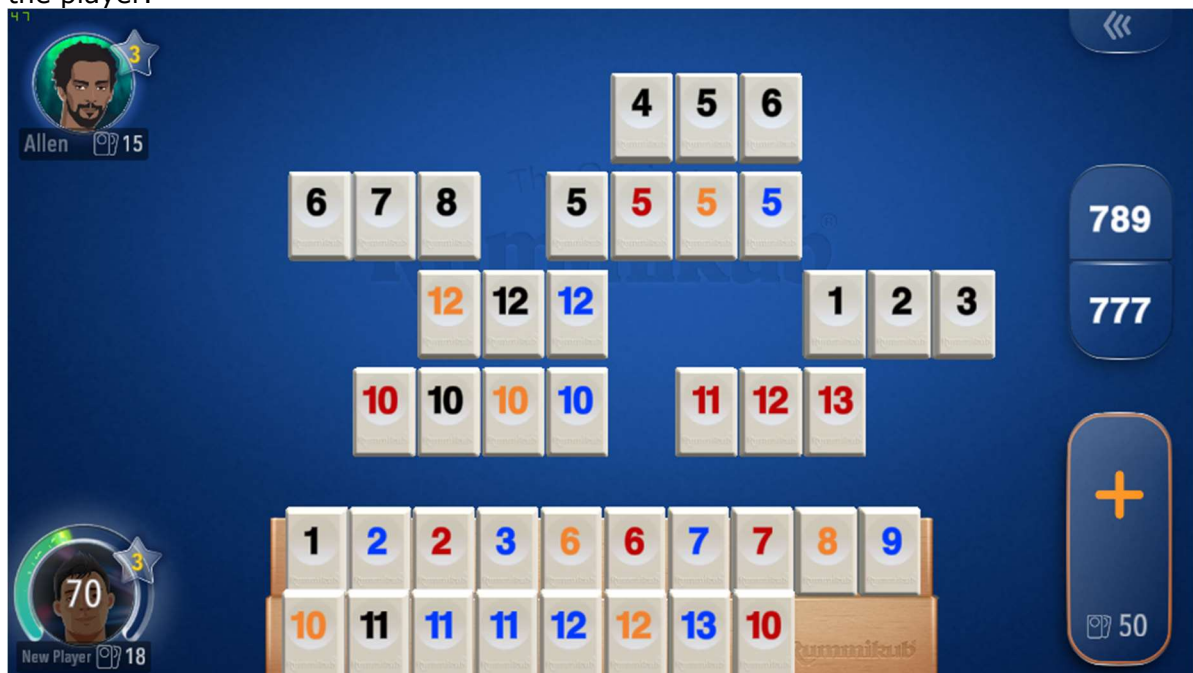 the player.
47
3
Allen 15
4 5 6
6 7 8 5 5 5 5
789
12 12 12 1 2 3
777
10 10 10 10 11 12 13
1 2 2 3 6 6 7 7 8 9
3
70
10 11 11 11 12 12 13 10
+ 50
New Player 18
Rummikub